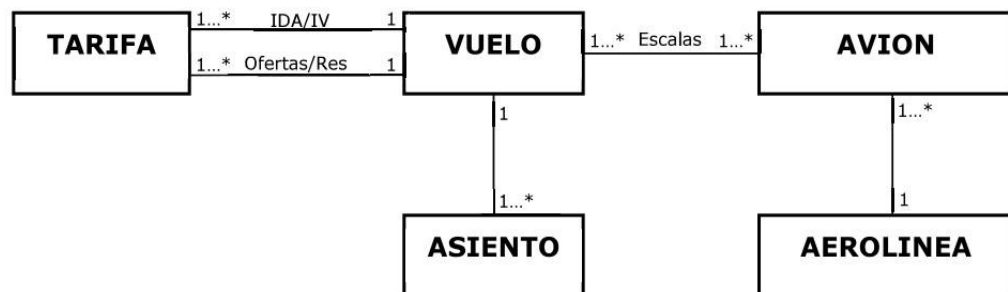 1...* IDA/IV 1
TARIFA VUELO 1...* Escalas 1...* AVION
1...* Ofertas/Res 1
1 1...*
1...* 1
ASIENTO AEROLINEA